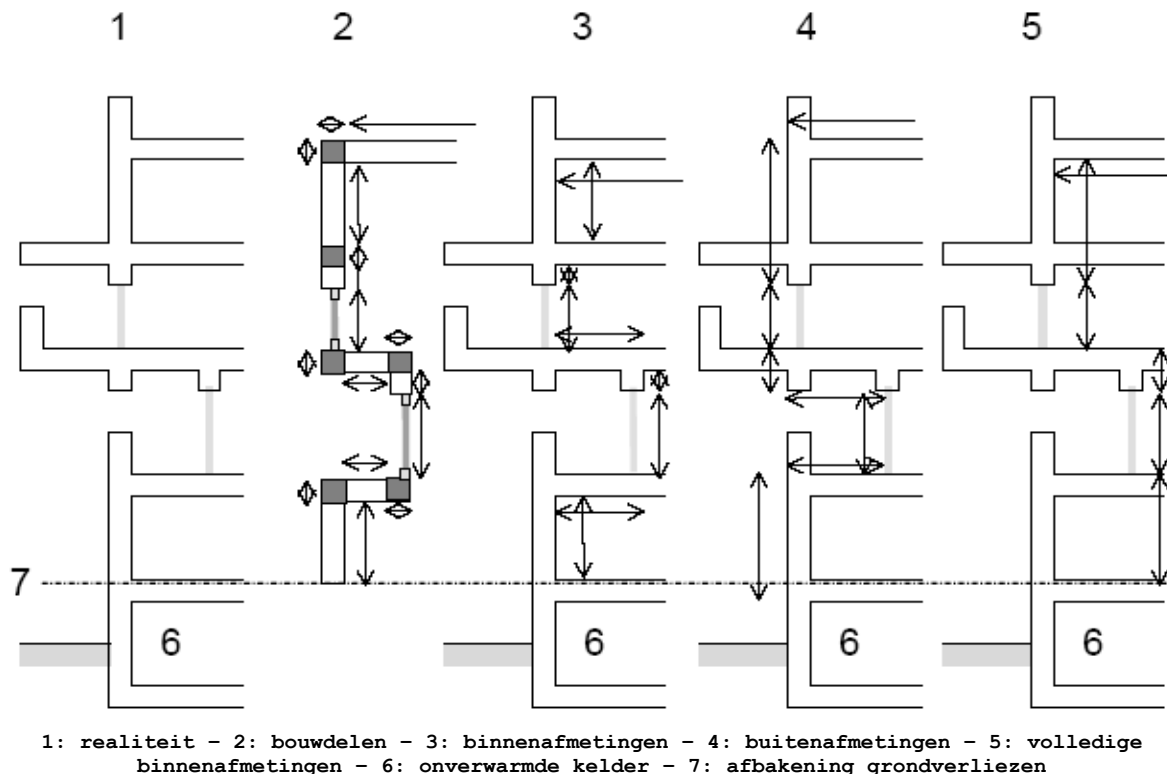 1 2 3 4 5
7
6 6 6 6
1: realiteit – 2: bouwdelen – 3: binnenafmetingen – 4: buitenafmetingen – 5: volledige
binnenafmetingen – 6: onverwarmde kelder – 7: afbakening grondverliezen